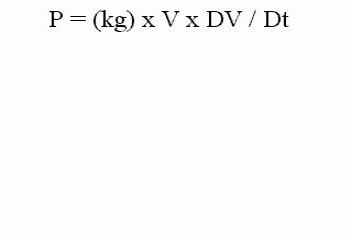 P = (kg) x V x DV / Dt